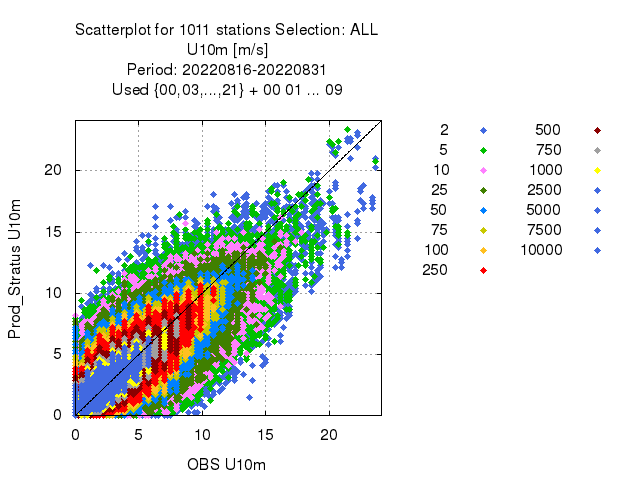 Scatterplot for 1011 stations Selection: ALL
U10m [m/s]
Period: 20220816-20220831
Used {00,03,...,21} + 00 01 ... 09
Prod_Stratus U10m
20
15
10
5
0
0 5 10 15 20
OBS U10m
2 500
5 750
10 1000
25 2500
50 5000
75 7500
100 10000
250